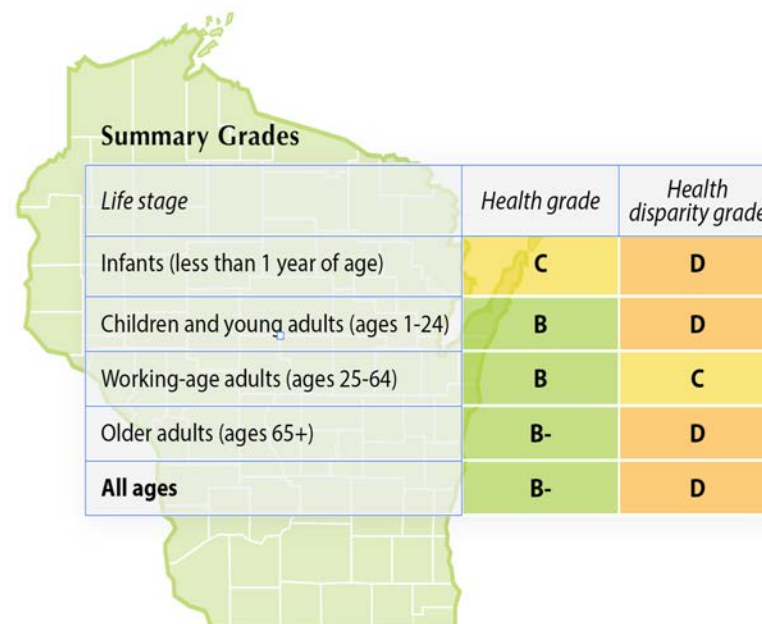 Summary Grades
Life stage Health grade Health disparity grade
Infants (less than 1 year of age) C D
Children and young adults (ages 1-24) B D
Working-age adults (ages 25-64) B C
Older adults (ages 65+) B- D
All ages B- D